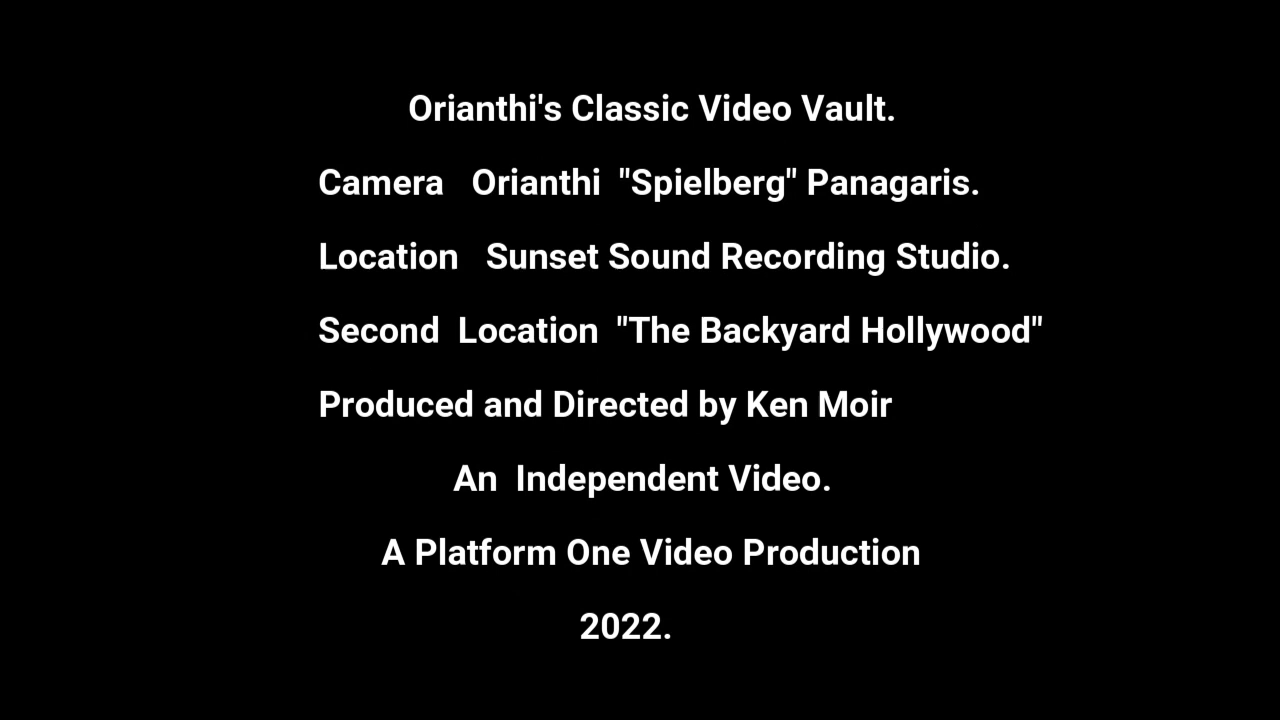 Orianthi's Classic Video Vault.
Camera Orianthi "Spielberg" Panagaris.
Location Sunset Sound Recording Studio.
Second Location "The Backyard Hollywood"
Produced and Directed by Ken Moir
An Independent Video.
A Platform One Video Production
2022.